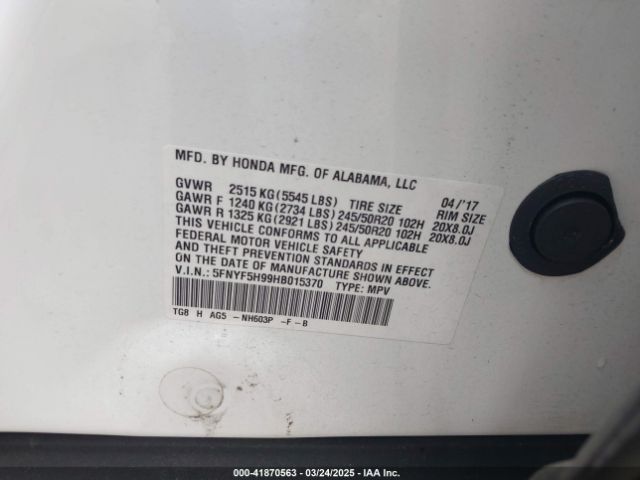 MFD. BY HONDA MFG. OF ALABAMA, LLC
GVWR 2515 KG (5545 LBS) TIRE SIZE 04/'17 RIM SIZE
GAWR F 1240 KG (2734 LBS) 245/50R20 102H 20X8.0J
GAWR R 1325 KG (2921 LBS) 245/50R20 102H 20X8.0J
THIS VEHICLE CONFORMS TO ALL APPLICABLE
FEDERAL MOTOR VEHICLE SAFETY
AND THEFT PREVENTION STANDARDS IN
EFFECT ON THE DATE OF MANUFACTURE SHOWN ABOVE.
V.I.N.: 5FNYF5H99HB015370 TYPE: MPV
TG8 H AG5 -NH603P -F-B
000-41870563 — 03/24/2025 — IAAI.COM